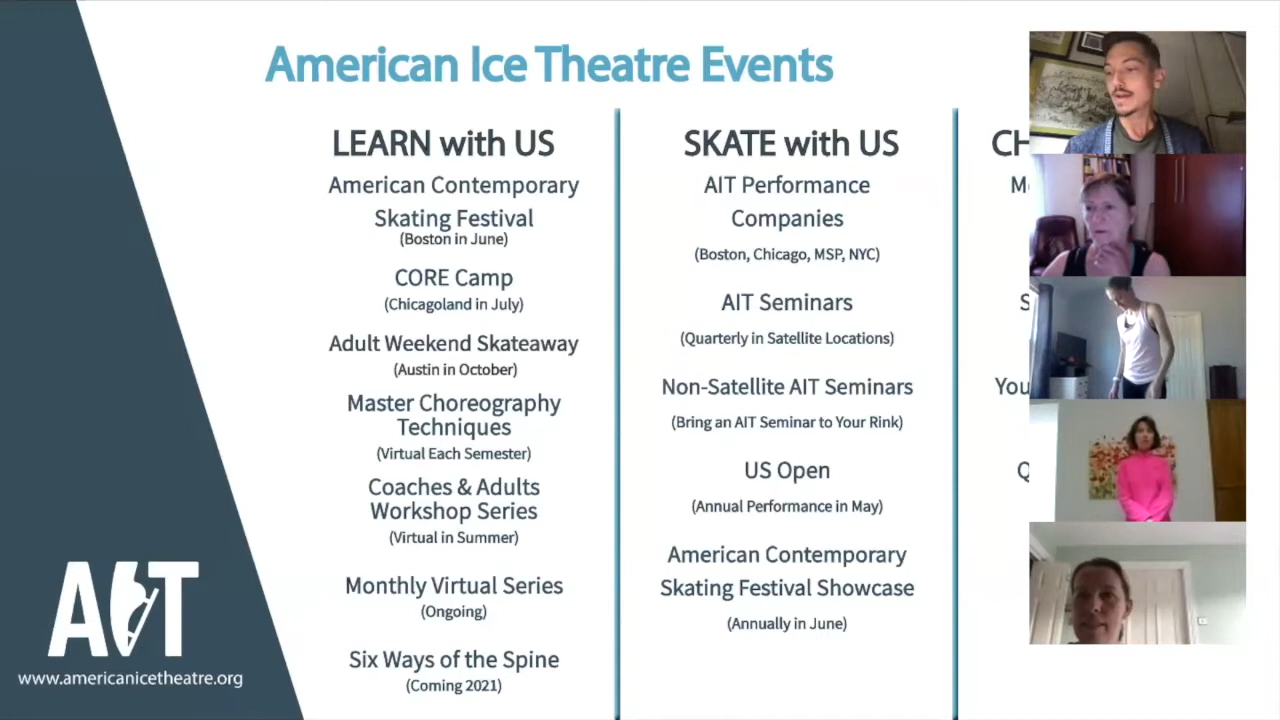 American Ice Theatre Events
LEARN with US
American Contemporary
Skating Festival
(Boston in June)
CORE Camp
(Chicagoland in July)
Adult Weekend Skateaway
(Austin in October)
Master Choreography
Techniques
(Virtual Each Semester)
Coaches & Adults
Workshop Series
(Virtual in Summer)
Monthly Virtual Series
(Ongoing)
Six Ways of the Spine
(Coming 2021)
SKATE with US
AIT Performance
Companies
(Boston, Chicago, MSP, NYC)
AIT Seminars
(Quarterly in Satellite Locations)
Non-Satellite AIT Seminars
(Bring an AIT Seminar to Your Rink)
US Open
(Annual Performance in May)
American Contemporary
Skating Festival Showcase
(Annually in June)
AIT
www.americanicetheatre.org